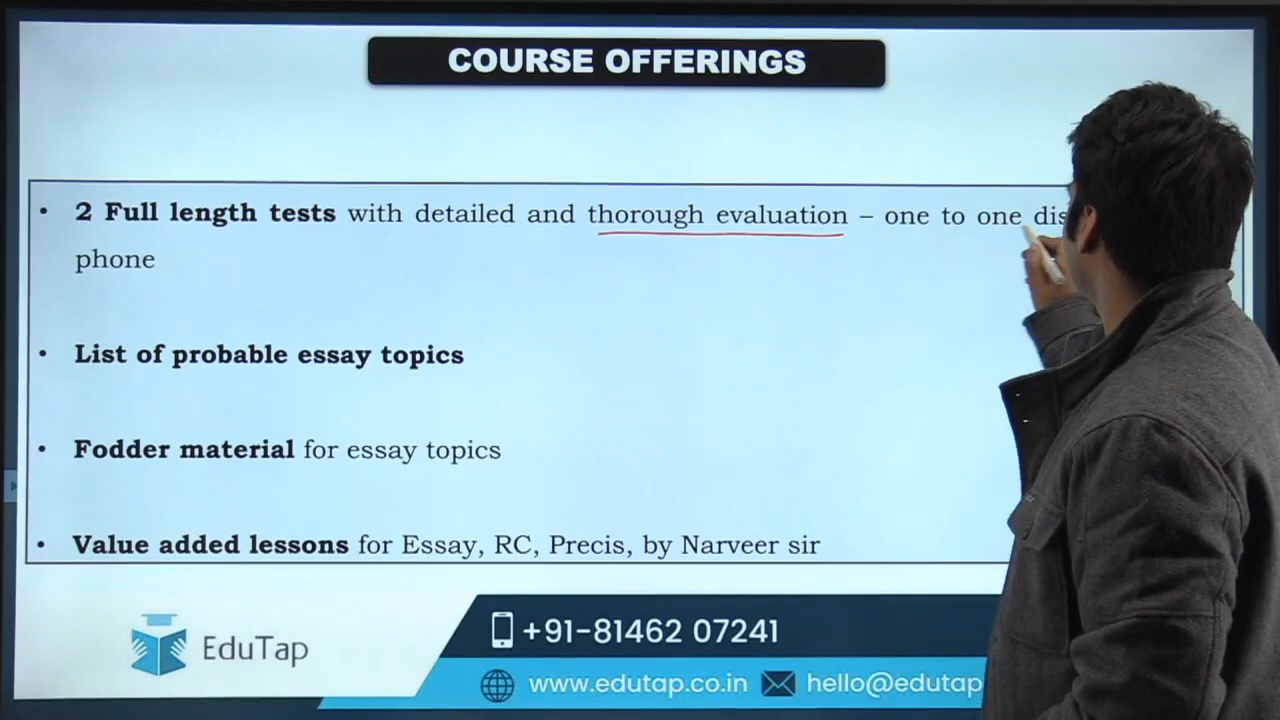 COURSE OFFERINGS
• 2 Full length tests with detailed and thorough evaluation – one to one
phone
• List of probable essay topics
• Fodder material for essay topics
• Value added lessons for Essay, RC, Precis, by Narveer sir
EduTap
+91-81462 07241
www.edutap.co.in hello@edutap